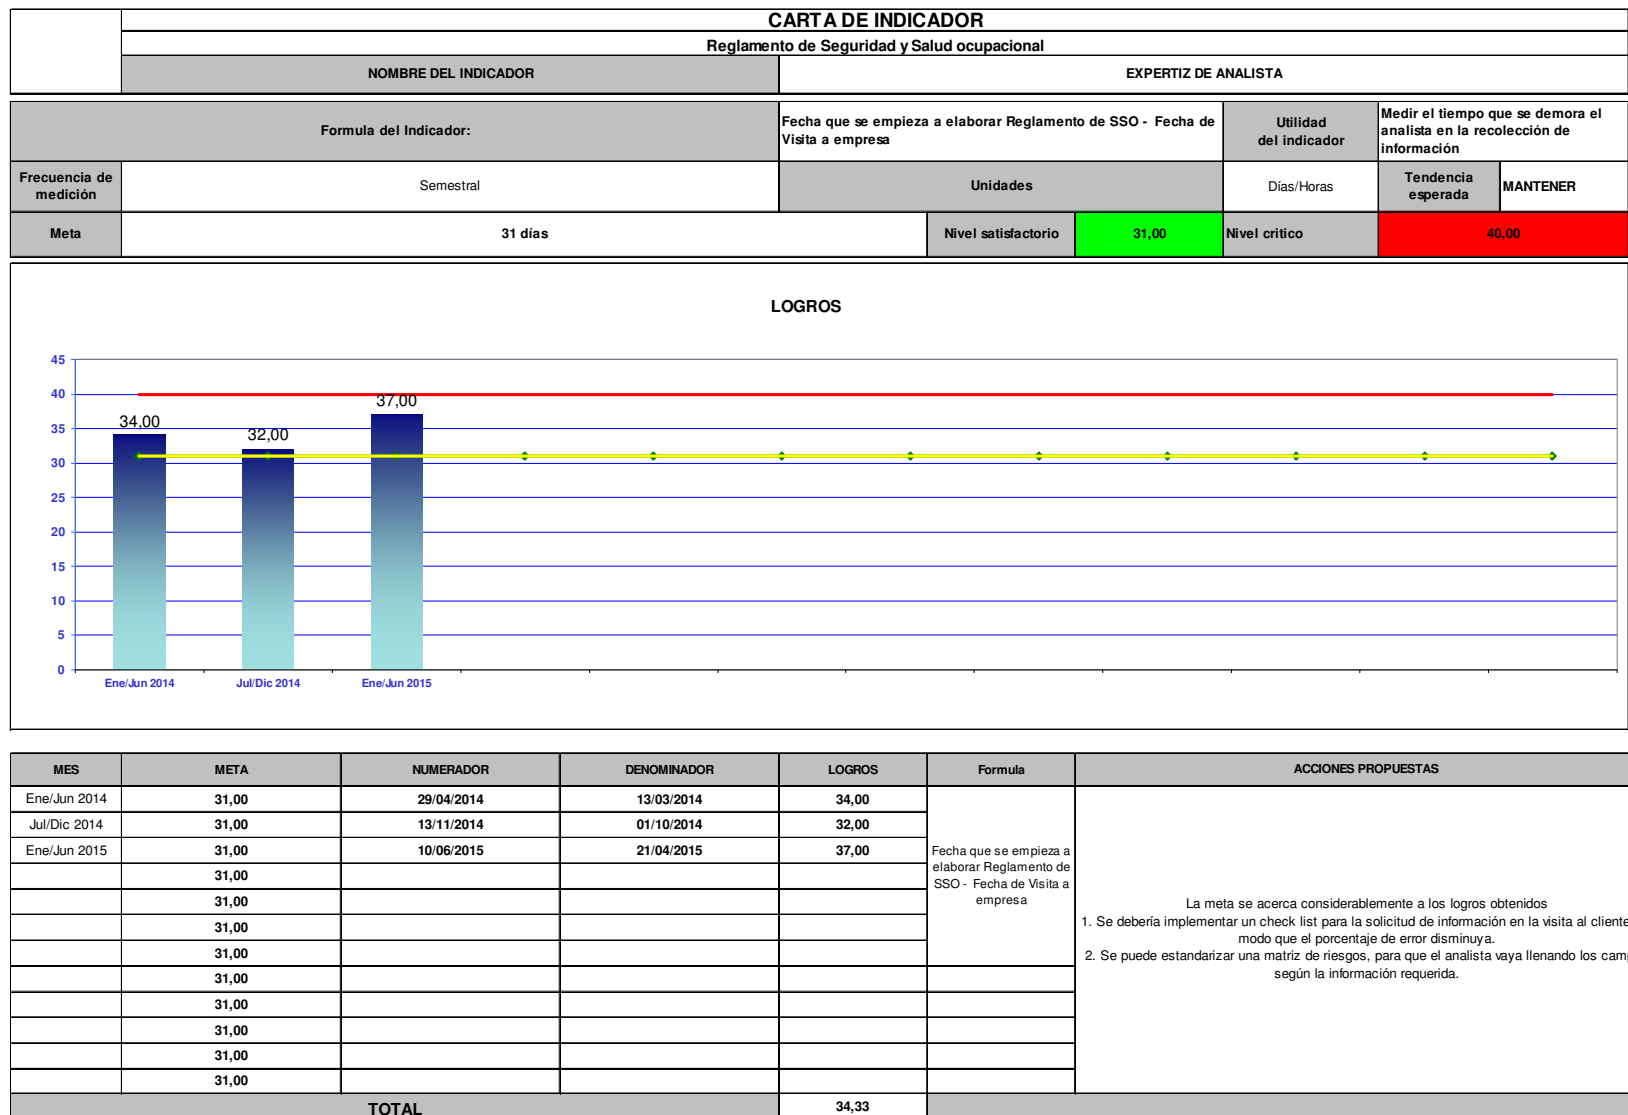 CARTA DE INDICADOR
Reglamento de Seguridad y Salud ocupacional
NOMBRE DEL INDICADOR
EXPERTIZ DE ANALISTA
Formula del Indicador:
Fecha que se empieza a elaborar Reglamento de SSO - Fecha de
Visita a empresa
Utilidad
del indicador
Medir el tiempo que se demora el
analista en la recolección de
información
Frecuencia de
medición
Semestral
Unidades
Días/Horas
Tendencia
esperada
MANTENER
Meta
31 días
Nivel satisfactorio
31,00
Nivel critico
40,00
LOGROS
45
40
35
30
25
20
15
10
5
0
34,00
32,00
37,00
Ene/Jun 2014
Jul/Dic 2014
Ene/Jun 2015
MES META NUMERADOR DENOMINADOR LOGROS Formula ACCIONES PROPUESTAS
Ene/Jun 2014 31,00 29/04/2014 13/03/2014 34,00
Jul/Dic 2014 31,00 13/11/2014 01/10/2014 32,00
Ene/Jun 2015 31,00 10/06/2015 21/04/2015 37,00
31,00
31,00
31,00
31,00
31,00
31,00
31,00
31,00
31,00
Fecha que se empieza a
elaborar Reglamento de
SSO - Fecha de Visita a
empresa
La meta se acerca considerablemente a los logros obtenidos
1. Se debería implementar un check list para la solicitud de información en la visita al cliente
modo que el porcentaje de error disminuya.
2. Se puede estandarizar una matriz de riesgos, para que el analista vaya llenando los cam
según la información requerida.
TOTAL 34,33